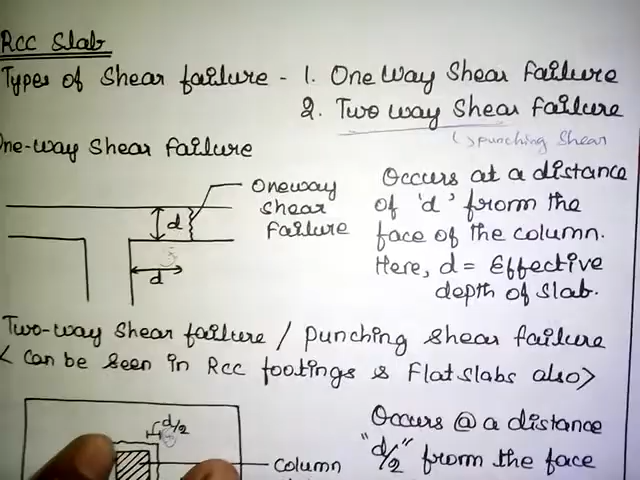 RCC Slab
Types of Shear failure - 1. One Way Shear Failure
2. Two way Shear Failure
↳ punching Shear
One-way Shear Failure
Oneway
Shear
Failure
d
d
Occurs at a distance
of 'd' from the
face of the column.
Here, d = Effective
depth of slab.
Two-way Shear failure / punching shear failure
< can be seen in RCC footings & Flat slabs also>
d/2
Column
Occurs @ a distance
"d/2" from the face